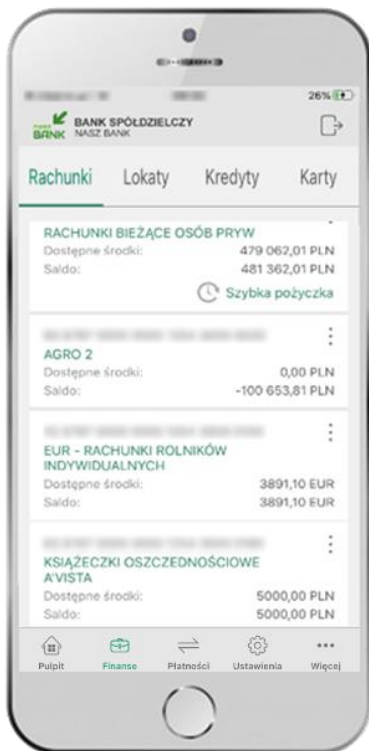 26%
BANK
BANK SPÓŁDZIELCZY
NASZ BANK
Rachunki Lokaty Kredyty Karty
RACHUNKI BIEŻĄCE OSÓB PRYW
Dostępne środki: 479 062,01 PLN
Saldo: 481 362,01 PLN
Szybka pożyczka
AGRO 2
Dostępne środki: 0,00 PLN
Saldo: -100 653,81 PLN
EUR - RACHUNKI ROLNIKÓW
INDYWIDUALNYCH
Dostępne środki: 3891,10 EUR
Saldo: 3891,10 EUR
KSIĄŻECZKI OSZCZEDNOŚCIOWE
A'VISTA
Dostępne środki: 5000,00 PLN
Saldo: 5000,00 PLN
Pulpit Finanse Płatności Ustawienia Więcej